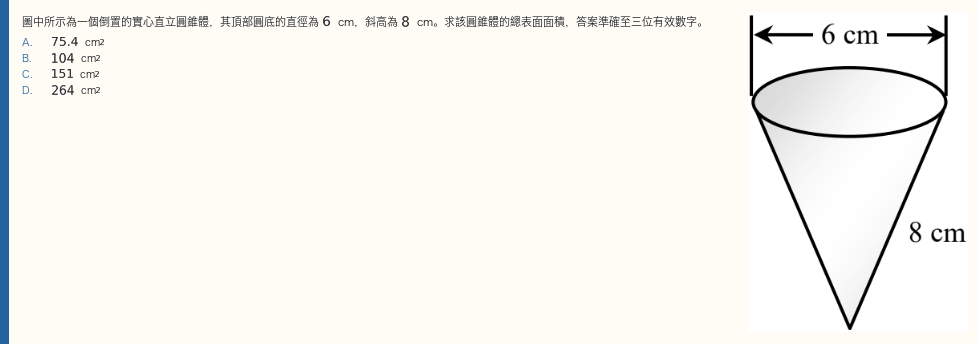 圖中所示為一個倒置的實心直立圓錐體，其頂部圓底的直徑為 6 cm，斜高為 8 cm。求該圓錐體的總表面面積，答案準確至三位有效數字。
A. 75.4 cm2
B. 104 cm2
C. 151 cm2
D. 264 cm2
6 cm
8 cm